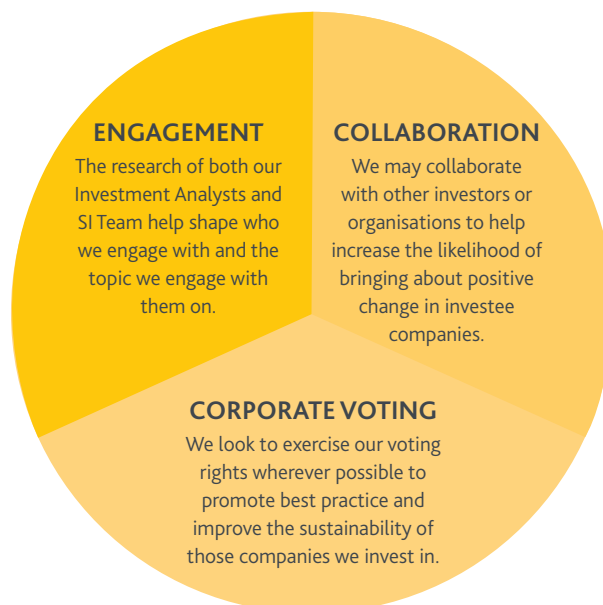 ENGAGEMENT
The research of both our
Investment Analysts and
SI Team help shape who
we engage with and the
topic we engage with
them on.
COLLABORATION
We may collaborate
with other investors or
organisations to help
increase the likelihood of
bringing about positive
change in investee
companies.
CORPORATE VOTING
We look to exercise our voting
rights wherever possible to
promote best practice and
improve the sustainability of
those companies we invest in.